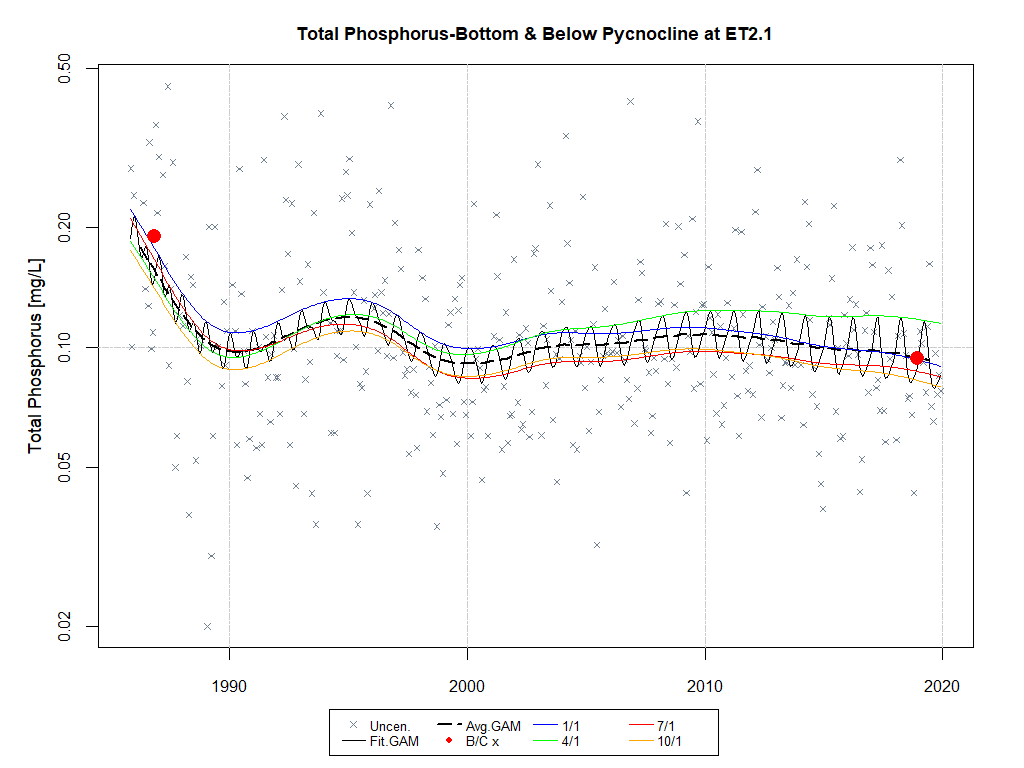 Total Phosphorus-Bottom & Below Pycnocline at ET2.1
Total Phosphorus [mg/L]
0.50
0.20
0.10
0.05
0.02
1990 2000 2010 2020
Uncen. Avg.GAM 1/1 7/1
Fit.GAM B/C x 4/1 10/1